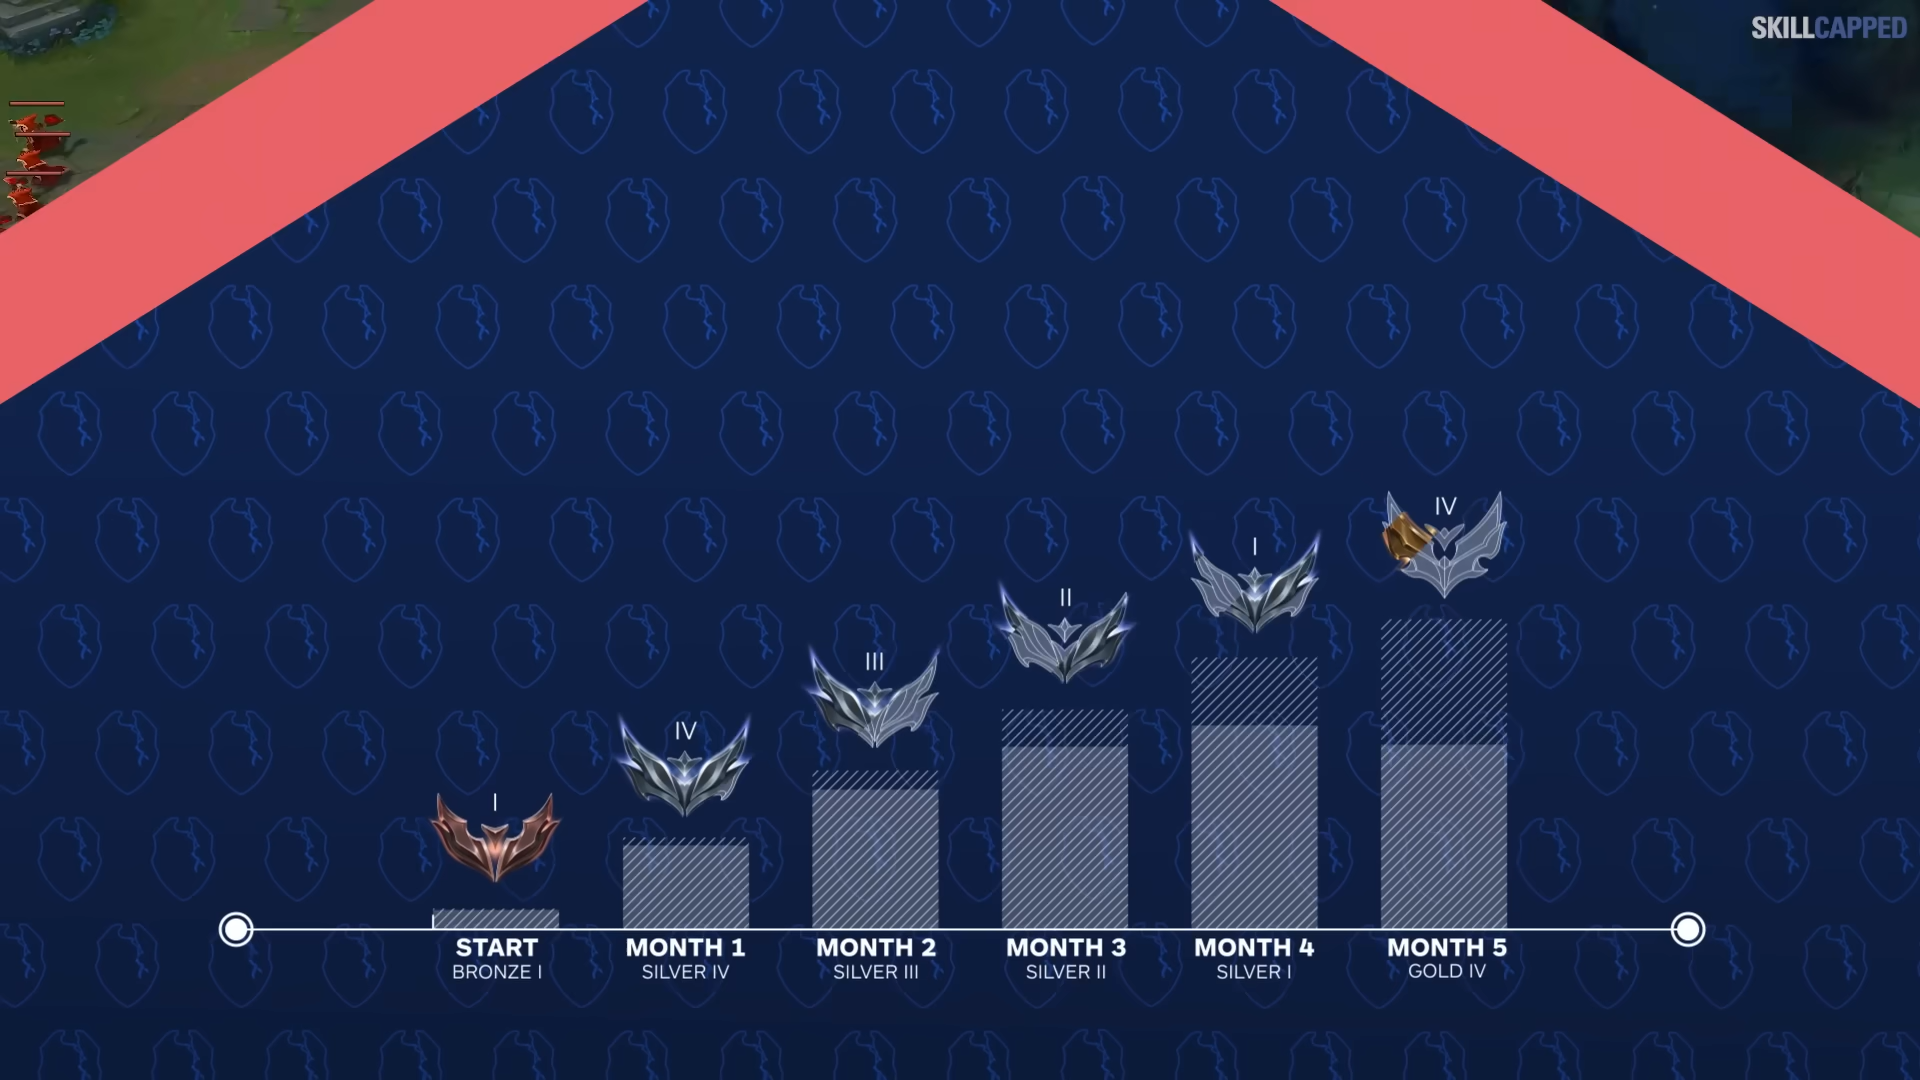 SKILLCAPPED
IV
I
II
III
IV
I
START
MONTH 1
MONTH 2
MONTH 3
MONTH 4
MONTH 5
BRONZE I
SILVER IV
SILVER III
SILVER II
SILVER I
GOLD IV